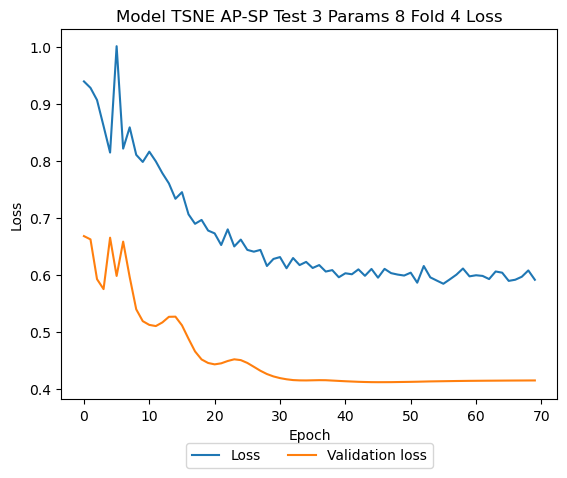 Model TSNE AP-SP Test 3 Params 8 Fold 4 Loss
1.0
0.9
0.8
0.7
0.6
0.5
0.4
Loss
0 10 20 30 40 50 60 70
Epoch
Loss Validation loss